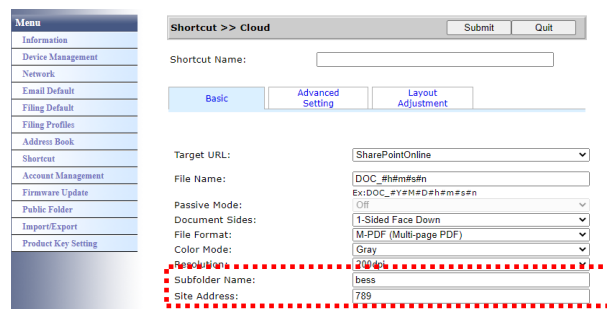 Menu
Information
Device Management
Network
Email Default
Filing Default
Filing Profiles
Address Book
Shortcut
Account Management
Firmware Update
Public Folder
Import/Export
Product Key Setting
Shortcut >> Cloud Submit Quit
Shortcut Name:
Basic Advanced Setting Layout Adjustment
Target URL: SharePointOnline
File Name: DOC_#h#m#s#n
Ex:DOC_#Y#M#D#h#m#s#n
Passive Mode: Off
Document Sides: 1-Sided Face Down
File Format: M-PDF (Multi-page PDF)
Color Mode: Gray
Resolution: 200dpi
Subfolder Name: bess
Site Address: 789